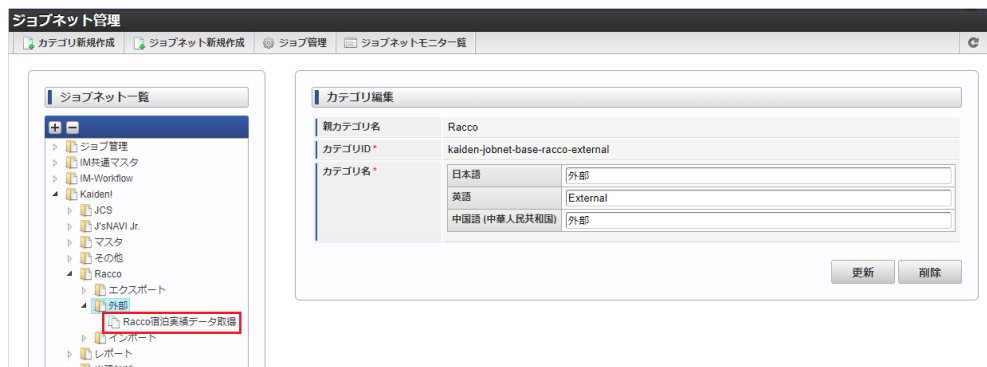 ジョブネット管理
カテゴリ新規作成 ジョブネット新規作成 ジョブ管理 ジョブネットモニター覧
ジョブネット一覧
ジョブ管理
IM共通マスタ
IM-Workflow
Kaiden!
JCS
J'sNAVI Jr.
マスタ
その他
Racco
エクスポート
外部
Racco宿泊実績データ取得
インポート
レポート
カテゴリ編集
親カテゴリ名 Racco
カテゴリID * kaiden-jobnet-base-racco-external
カテゴリ名 * 日本語 外部
英語 External
中国語 (中華人民共和国) 外部
更新 削除